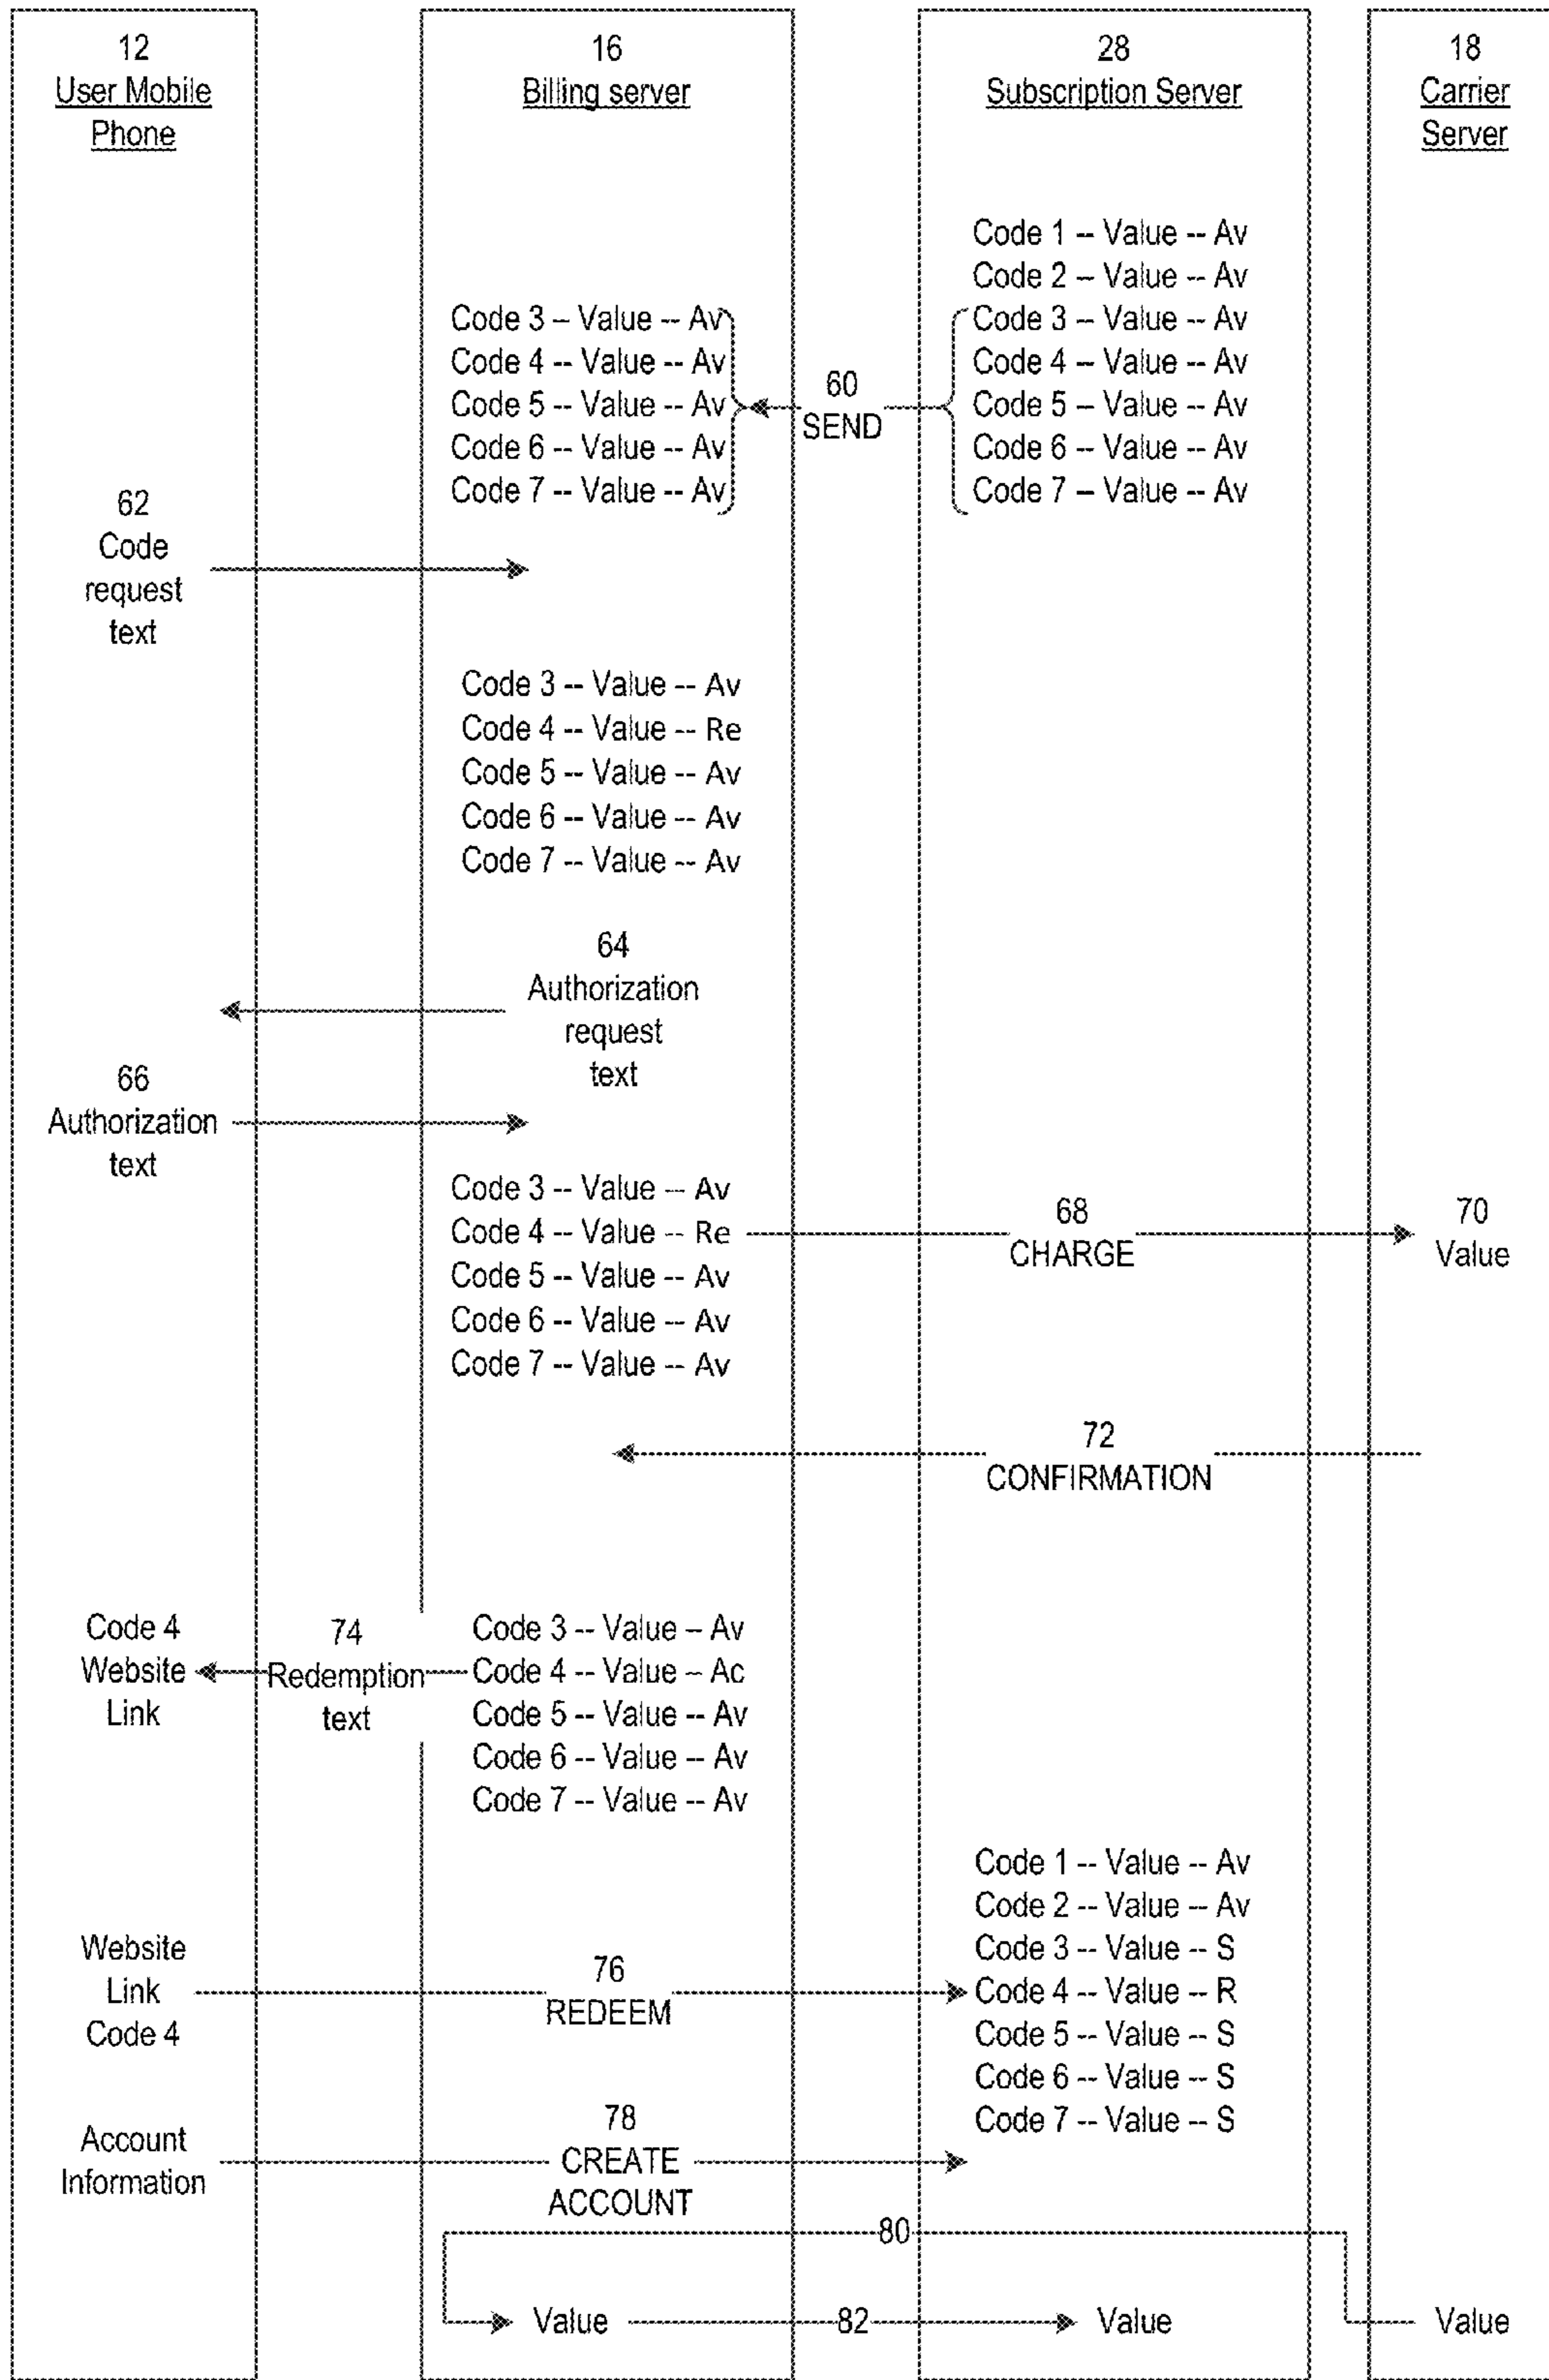 12
User Mobile
Phone
16
Billing server
28
Subscription Server
18
Carrier
Server
Code 1 -- Value -- Av
Code 2 – Value -- Av
Code 3 – Value -- Av
Code 4 – Value -- Av
Code 5 – Value -- Av
Code 6 – Value -- Av
Code 7 – Value -- Av
60
SEND
Code 3 – Value -- Av
Code 4 -- Value -- Av
Code 5 -- Value -- Av
Code 6 -- Value -- Av
Code 7 -- Value -- Av
62
Code
request
text
Code 3 -- Value -- Av
Code 4 -- Value -- Re
Code 5 -- Value -- Av
Code 6 -- Value -- Av
Code 7 -- Value -- Av
64
Authorization
request
text
66
Authorization
text
Code 3 -- Value -- Av
Code 4 -- Value -- Re
Code 5 -- Value -- Av
Code 6 -- Value -- Av
Code 7 -- Value -- Av
68
CHARGE
70
Value
72
CONFIRMATION
Code 4
Website
Link
74
Redemption
text
Code 3 -- Value – Av
Code 4 -- Value – Ac
Code 5 -- Value -- Av
Code 6 -- Value -- Av
Code 7 -- Value -- Av
Code 1 -- Value -- Av
Code 2 -- Value -- Av
Code 3 -- Value -- S
Code 4 -- Value -- R
Code 5 -- Value -- S
Code 6 -- Value -- S
Code 7 -- Value -- S
Website
Link
Code 4
76
REDEEM
Account
Information
78
CREATE
ACCOUNT
80
Value
82
Value
Value